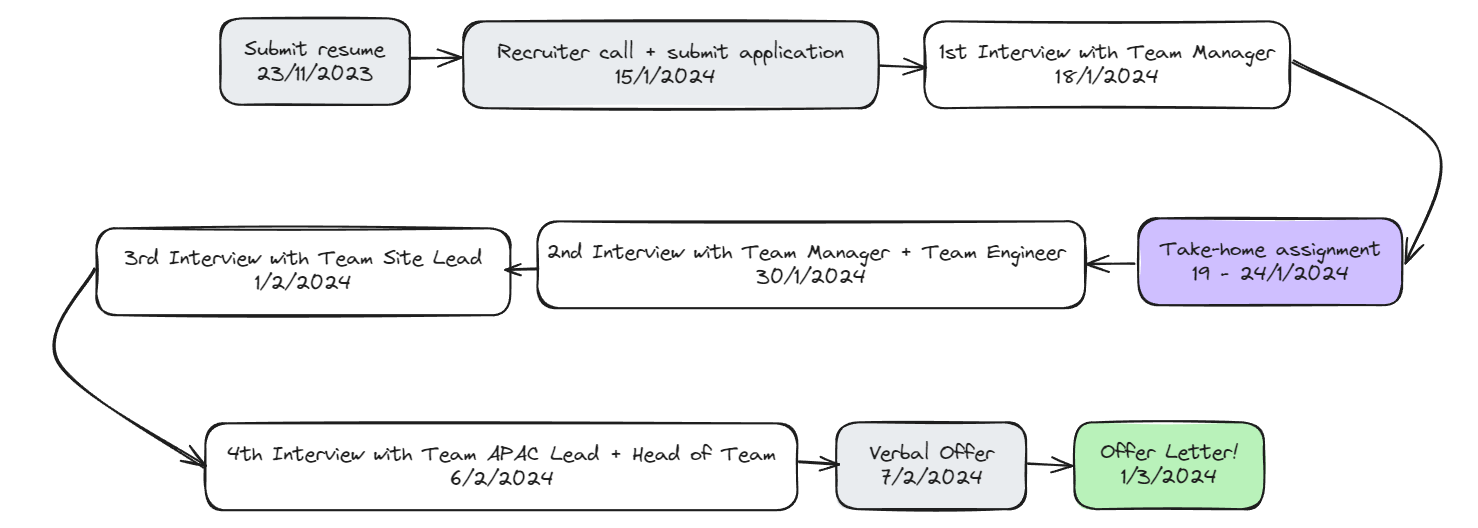 Submit resume
23/11/2023
Recruiter call + submit application
15/1/2024
1st Interview with Team Manager
18/1/2024
Take-home assignment
19 - 24/1/2024
2nd Interview with Team Manager + Team Engineer
30/1/2024
3rd Interview with Team Site Lead
1/2/2024
4th Interview with Team APAC Lead + Head of Team
6/2/2024
Verbal Offer
7/2/2024
Offer Letter!
1/3/2024